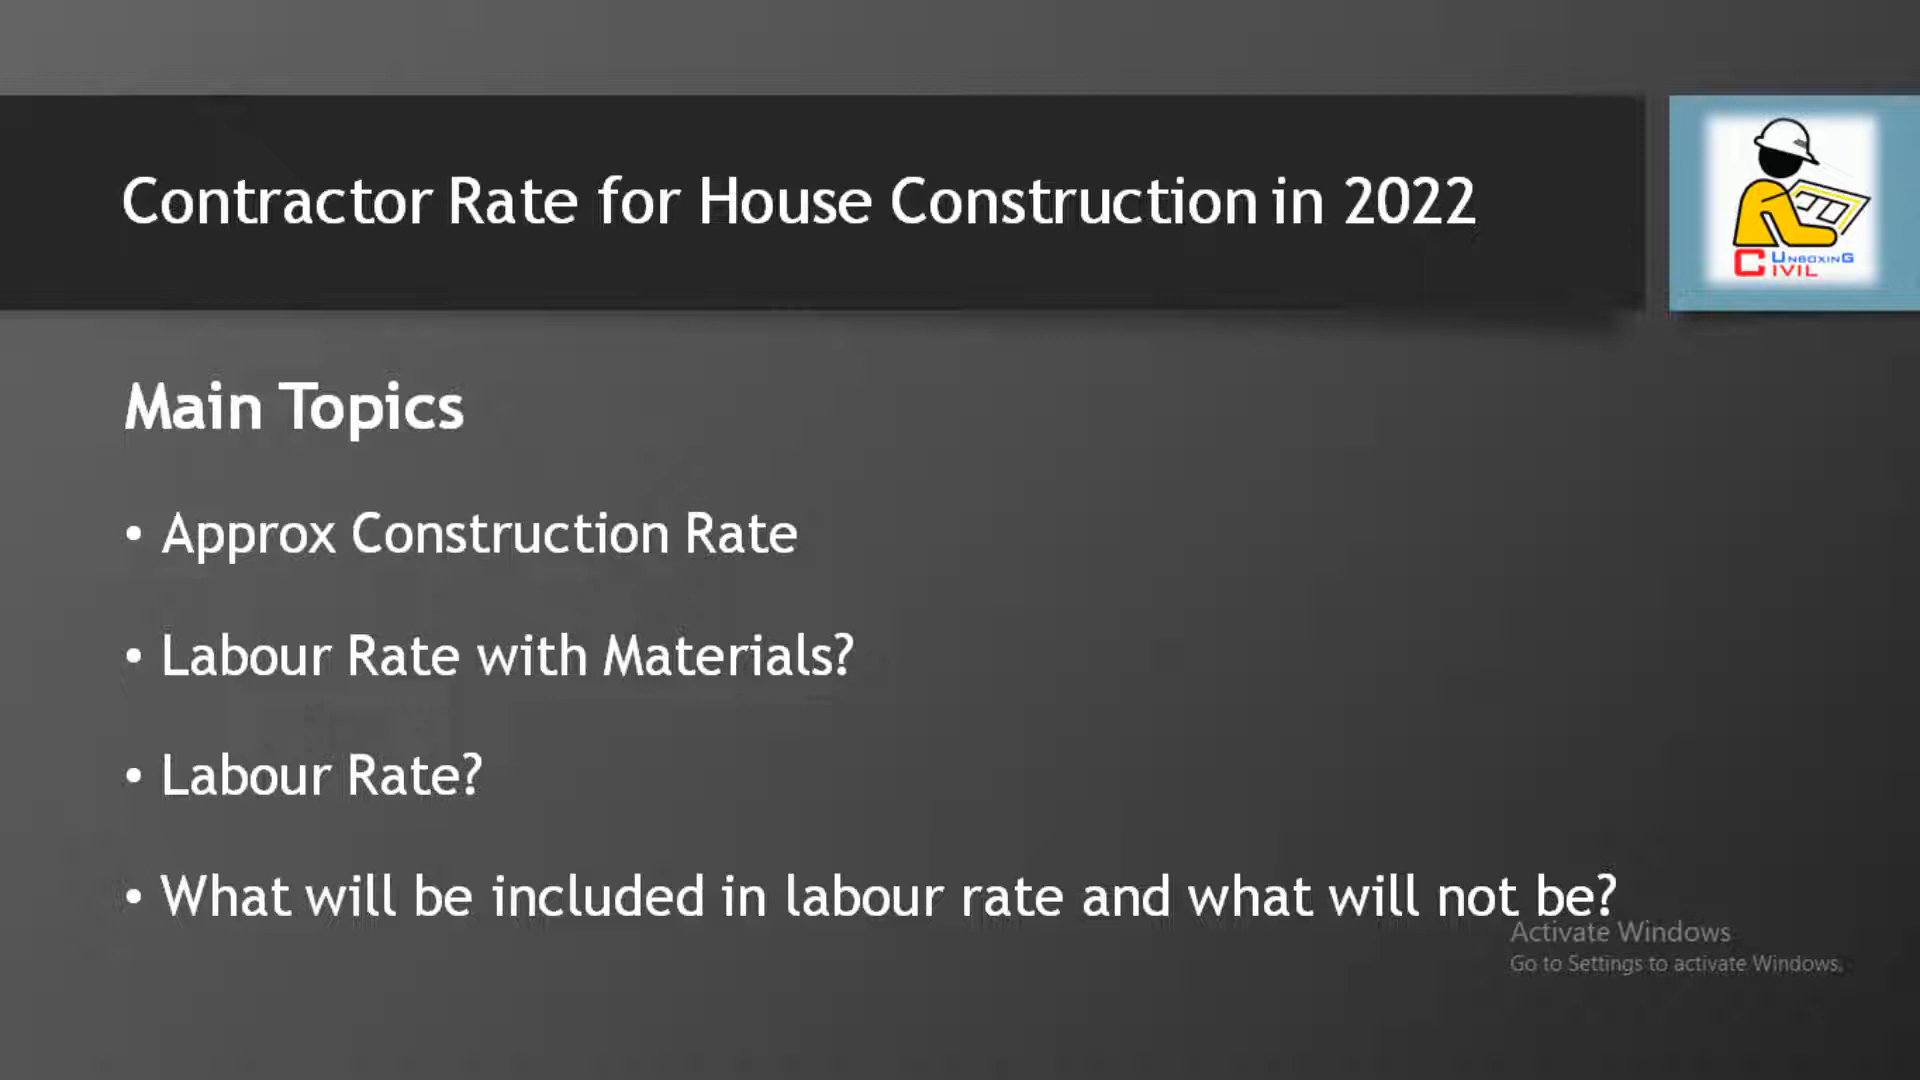 Contractor Rate for House Construction in 2022
UNBOXING
CIVIL
Main Topics
• Approx Construction Rate
• Labour Rate with Materials?
• Labour Rate?
• What will be included in labour rate and what will not be?
Activate Windows
Go to Settings to activate Windows.